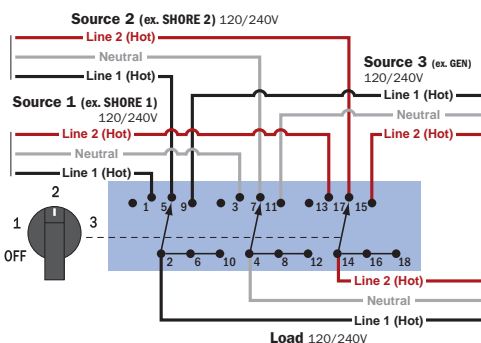 Source 2 (ex. SHORE 2) 120/240V
Line 2 (Hot)
Neutral
Line 1 (Hot)
Source 3 (ex. GEN)
120/240V
Line 1 (Hot)
Neutral
Line 2 (Hot)
Source 1 (ex. SHORE 1)
120/240V
Line 2 (Hot)
Neutral
Line 1 (Hot)
1 5 9 3 7 11 13 17 15
2
1 3
OFF
2 6 10 4 8 12 14 16 18
Line 2 (Hot)
Neutral
Line 1 (Hot)
Load 120/240V